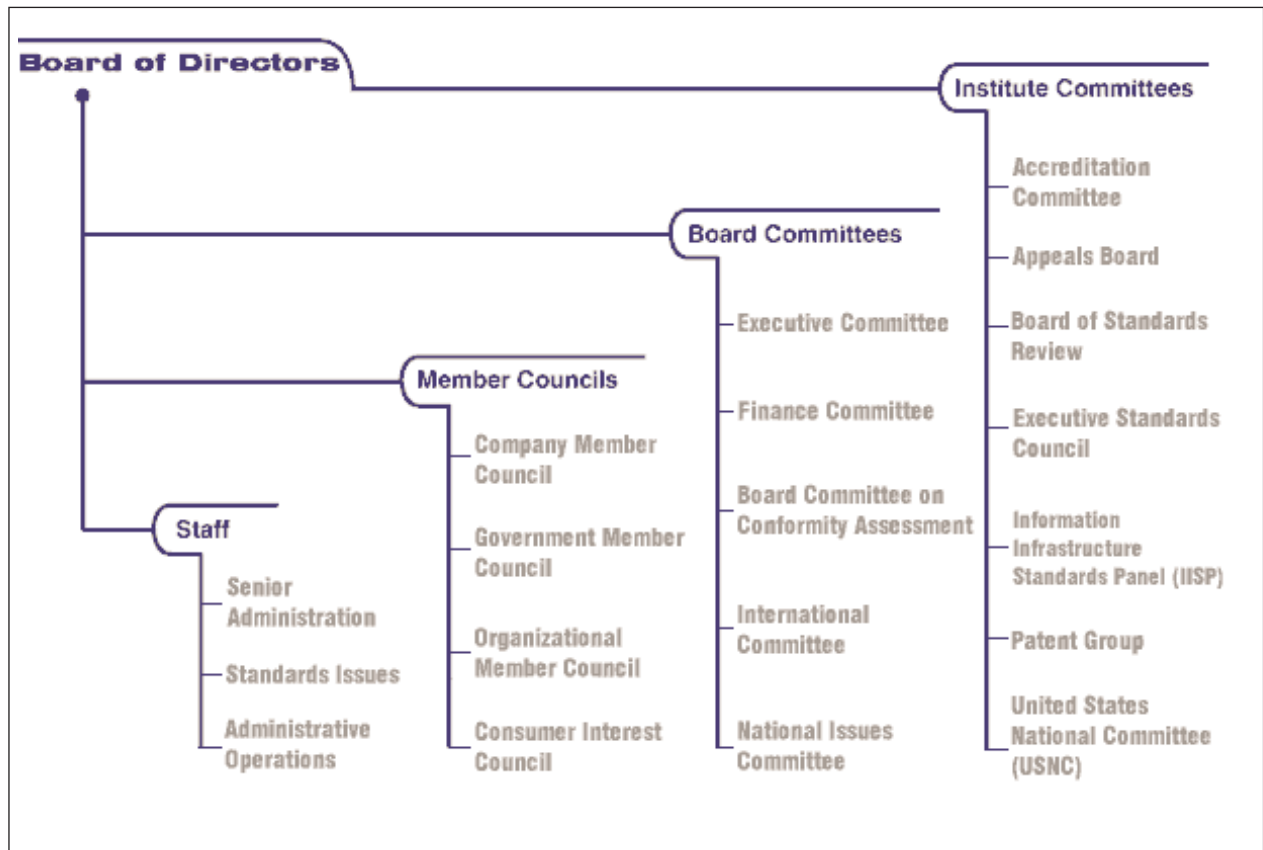 Board of Directors
Institute Committees
Accreditation
Committee
Appeals Board
Board of Standards
Review
Executive Standards
Council
Information
Infrastructure
Standards Panel (IISP)
Patent Group
United States
National Committee
(USNC)
Board Committees
Executive Committee
Finance Committee
Board Committee on
Conformity Assessment
International
Committee
National Issues
Committee
Member Councils
Company Member
Council
Government Member
Council
Organizational
Member Council
Consumer Interest
Council
Staff
Senior
Administration
Standards Issues
Administrative
Operations